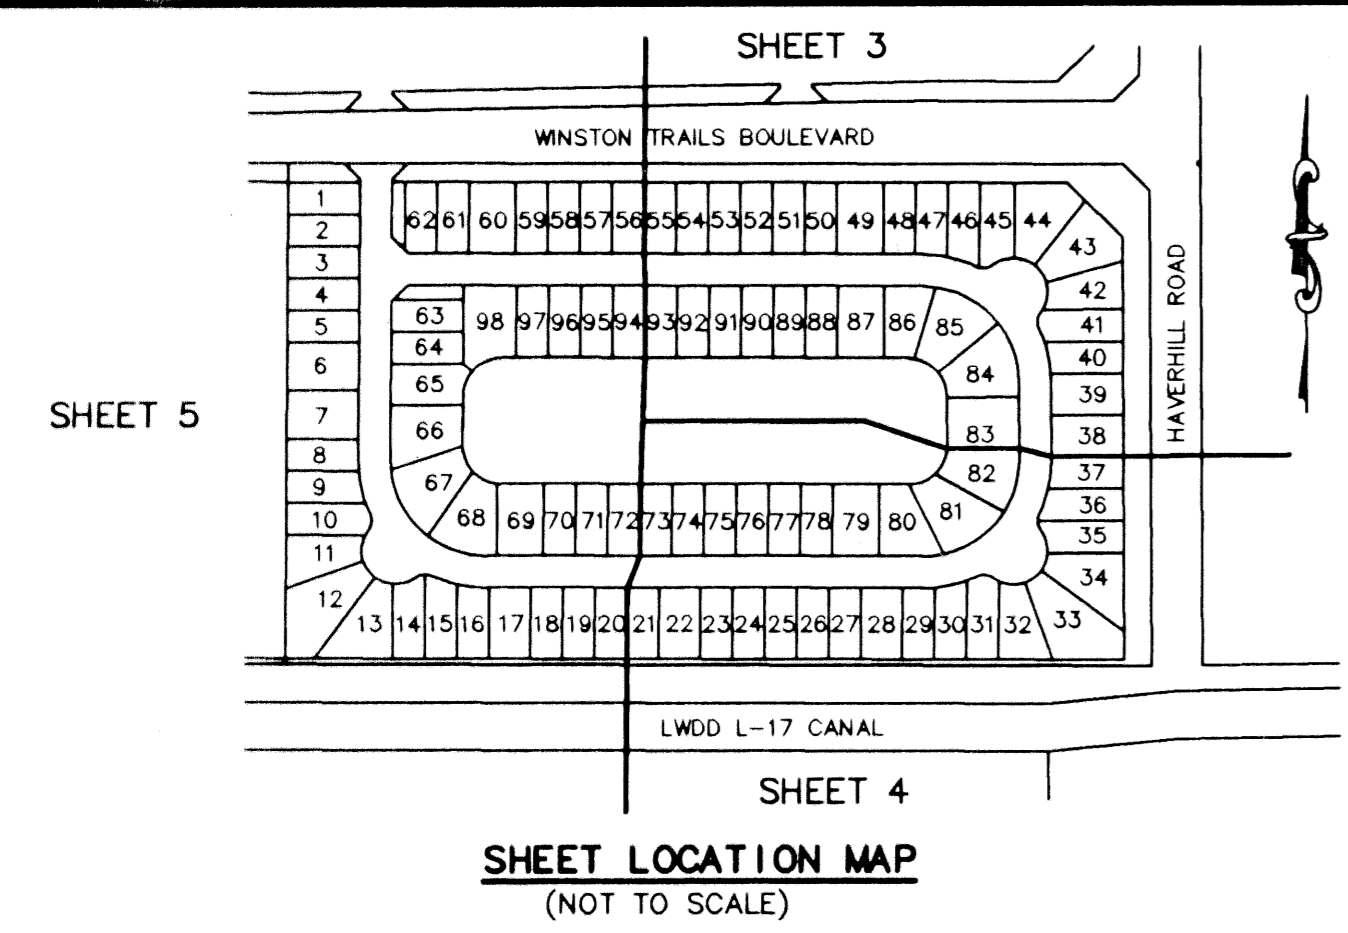 SHEET 3
WINSTON TRAILS BOULEVARD
1
2
3
4
5
6
7
8
9
10
11
12
62 61 60 59 58 57 56 55 54 53 52 51 50 49 48 47 46 45 44
43
42
41
40
39
38
37
36
35
34
33
HAVERHILL ROAD
63
64
65
66
67
68
98 97 96 95 94 93 92 91 90 89 88 87 86 85
84
83
82
81
SHEET 5
69 70 71 72 73 74 75 76 77 78 79 80
13 14 15 16 17 18 19 20 21 22 23 24 25 26 27 28 29 30 31 32
LWDD L-17 CANAL
SHEET 4
SHEET LOCATION MAP
(NOT TO SCALE)